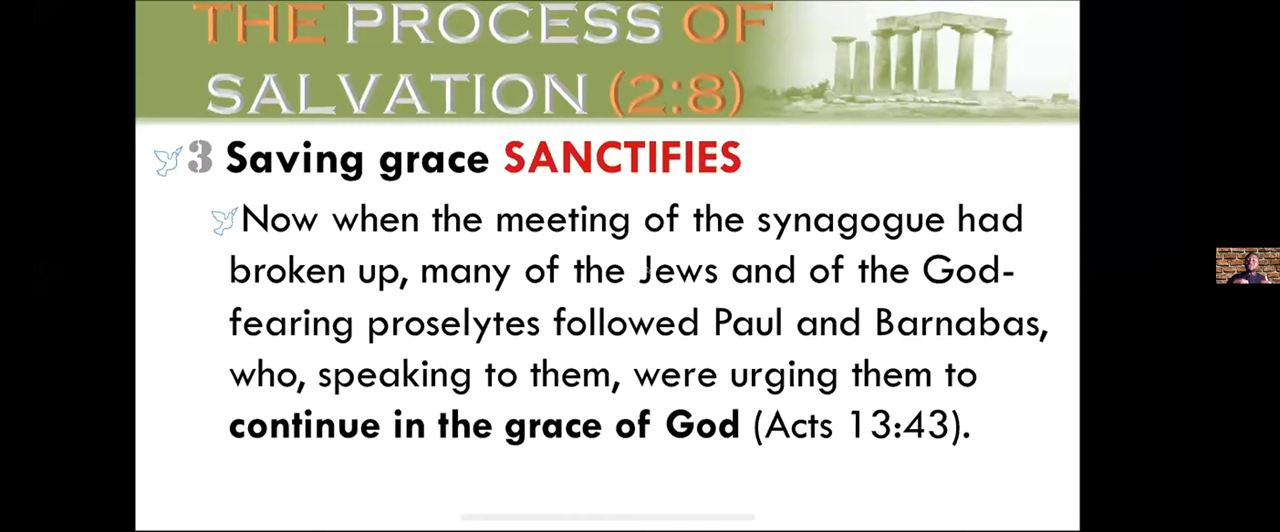 THE PROCESS OF
SALVATION (2:8)
3 Saving grace SANCTIFIES
Now when the meeting of the synagogue had
broken up, many of the Jews and of the God-
fearing proselytes followed Paul and Barnabas,
who, speaking to them, were urging them to
continue in the grace of God (Acts 13:43).